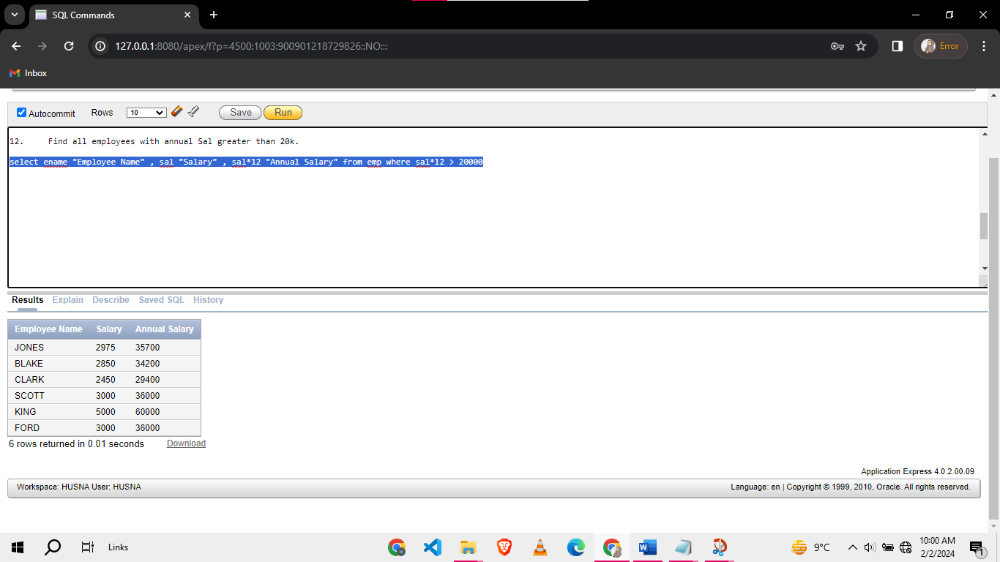 SQL Commands
127.0.0.1:8080/apex/f?p=4500:1003:900901218729826::NO:::
Error
Inbox
Autocommit Rows 10 Save Run
12. Find all employees with annual Sal greater than 20k.
select ename "Employee Name" , sal "Salary" , sal*12 "Annual Salary" from emp where sal*12 > 20000
Results Explain Describe Saved SQL History
Employee Name Salary Annual Salary
JONES 2975 35700
BLAKE 2850 34200
CLARK 2450 29400
SCOTT 3000 36000
KING 5000 60000
FORD 3000 36000
6 rows returned in 0.01 seconds Download
Application Express 4.0.2.00.09
Workspace: HUSNA User: HUSNA Language: en | Copyright © 1999, 2010, Oracle. All rights reserved.
Links 9°C 10:00 AM
2/2/2024 1